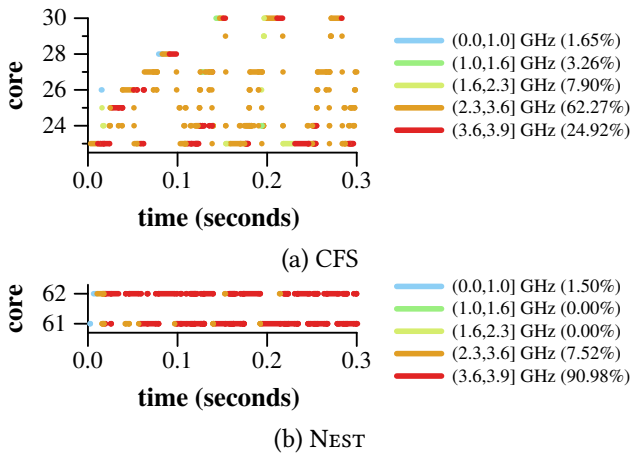 30
28
26
24
core
0.0 0.1 0.2 0.3
time (seconds)
(0.0,1.0] GHz (1.65%)
(1.0,1.6] GHz (3.26%)
(1.6,2.3] GHz (7.90%)
(2.3,3.6] GHz (62.27%)
(3.6,3.9] GHz (24.92%)
(a) CFS
62
61
core
0.0 0.1 0.2 0.3
time (seconds)
(0.0,1.0] GHz (1.50%)
(1.0,1.6] GHz (0.00%)
(1.6,2.3] GHz (0.00%)
(2.3,3.6] GHz (7.52%)
(3.6,3.9] GHz (90.98%)
(b) NEST